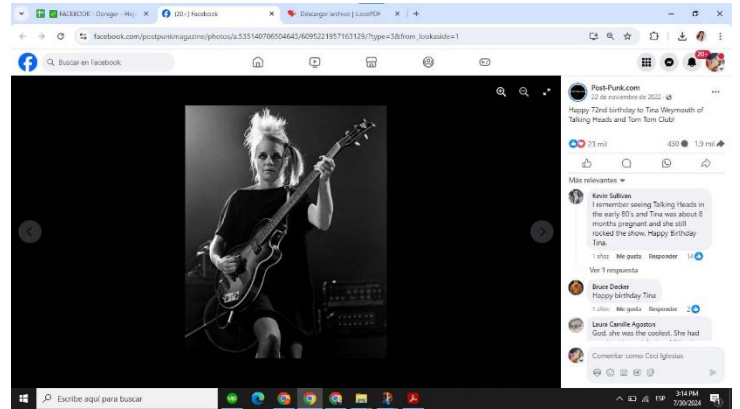 FACEBOOK - Doniger - Hoja
(20+) Facebook
Descargar archivo | iLovePDF
facebook.com/postpunkmagazine/photos/a.535140706504643/6095221957163129/?type=3&from_lookaside=1
Buscar en Facebook
20+
Post-Punk.com
22 de noviembre de 2022
Happy 72nd birthday to Tina Weymouth of
Talking Heads and Tom Tom Club!
23 mil
430
1,9 mil
Más relevantes
Kevin Sullivan
I remember seeing Talking Heads in
the early 80's and Tina was about 8
months pregnant and she still
rocked the show. Happy Birthday
Tina.
1 años Me gusta Responder 14
Ver 1 respuesta
Bruce Decker
Happy birthday Tina
1 años Me gusta Responder 2
Laura Camille Agoston
God, she was the coolest. She had
Comentar como Ceci Iglesias
Escribe aquí para buscar
ESP
3:14 PM
7/30/2024